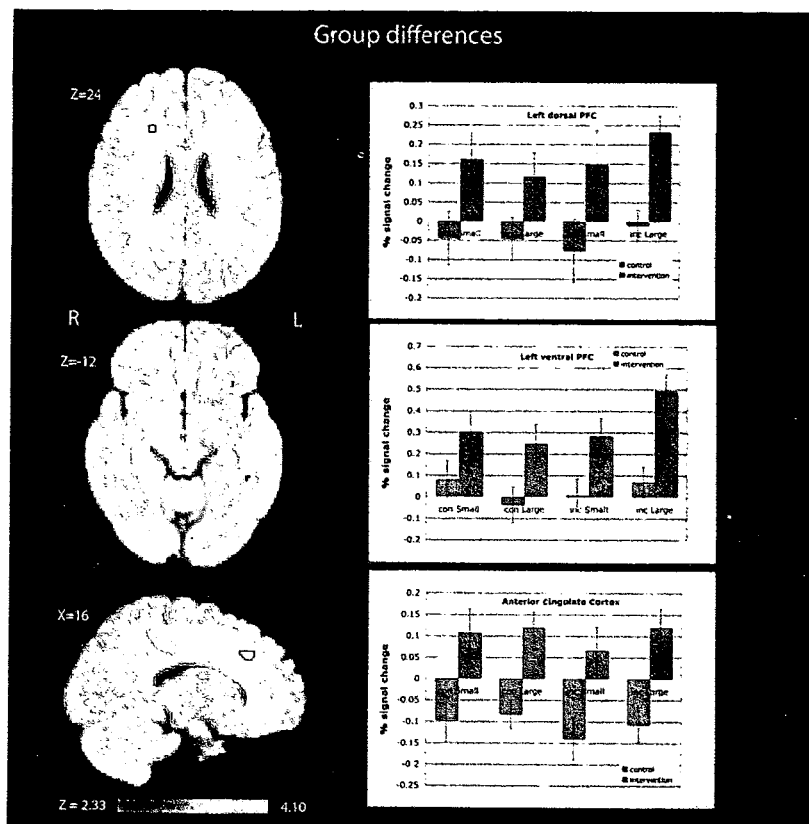 Group differences
Z=24
R
L
Z=-12
X=16
Z = 2.33
4.10
Left dorsal PFC
% signal change
0.3
0.25
0.2
0.15
0.1
0.05
0
-0.05
-0.1
-0.15
-0.2
Large
inc Large
control
intervention
Left ventral PFC
% signal change
0.7
0.6
0.5
0.4
0.3
0.2
0.1
0
-0.1
-0.2
con Small
con Large
inc Small
inc Large
control
intervention
Anterior Cingulate Cortex
% signal change
0.2
0.15
0.1
0.05
0
-0.05
-0.1
-0.15
-0.2
-0.25
control
intervention